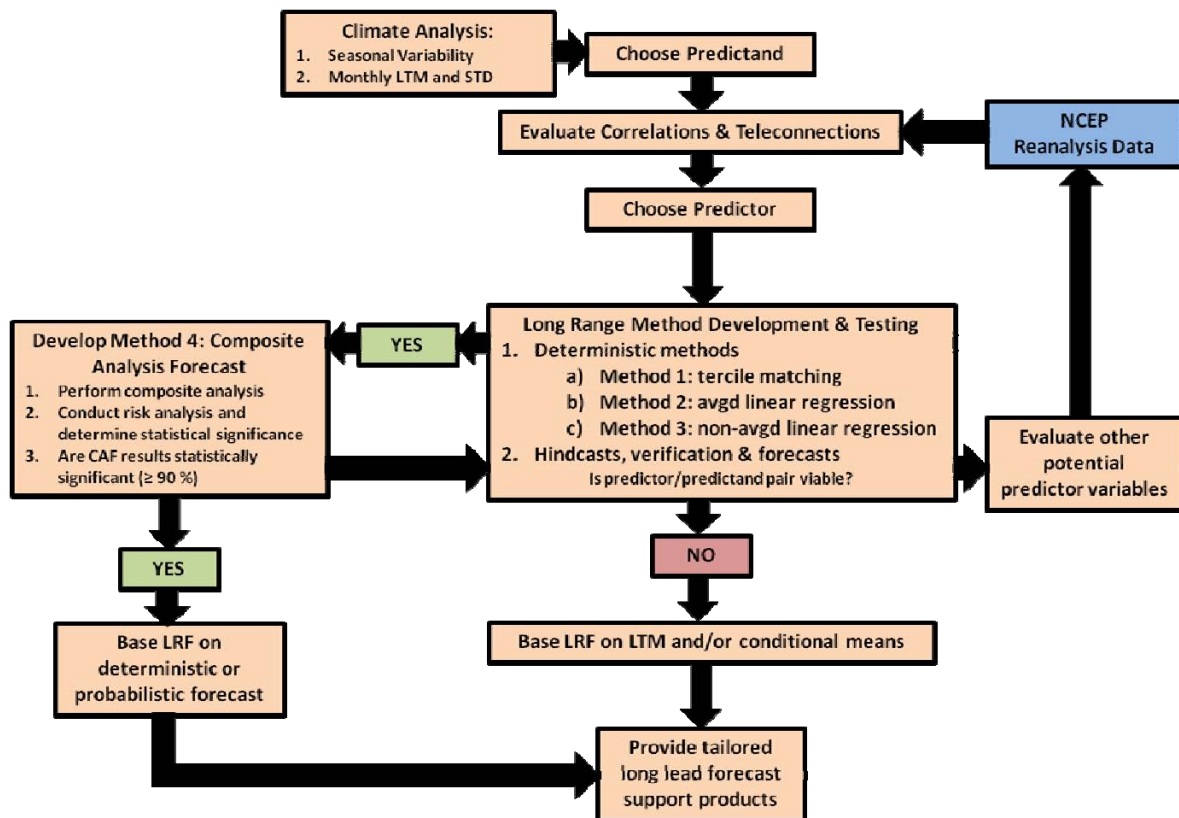 Climate Analysis:
1. Seasonal Variability
2. Monthly LTM and STD
Choose Predictand
Evaluate Correlations & Teleconnections
NCEP
Reanalysis Data
Choose Predictor
Develop Method 4: Composite
Analysis Forecast
1. Perform composite analysis
2. Conduct risk analysis and
determine statistical significance
3. Are CAF results statistically
significant (≥ 90 %)
YES
Long Range Method Development & Testing
1. Deterministic methods
a) Method 1: tercile matching
b) Method 2: avgd linear regression
c) Method 3: non-avgd linear regression
2. Hindcasts, verification & forecasts
Is predictor/predictand pair viable?
Evaluate other
potential
predictor variables
YES
NO
Base LRF on
deterministic or
probabilistic forecast
Base LRF on LTM and/or conditional means
Provide tailored
long lead forecast
support products